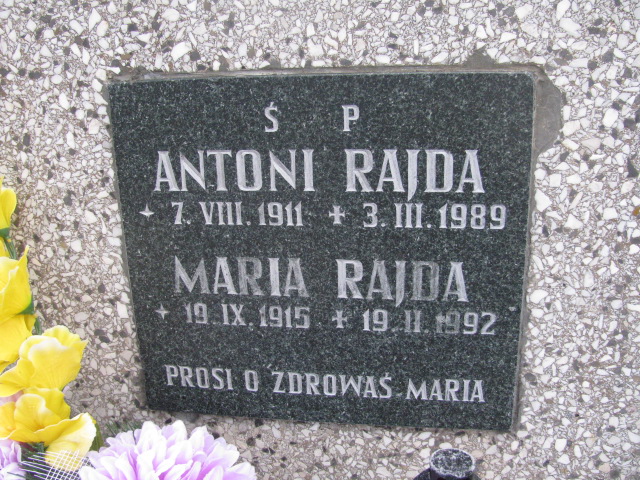 Ś P
ANTONI RAJDA
✦ 7. VIII. 1911 ✝ 3. III. 1989
MARIA RAJDA
✦ 19. IX. 1915 ✝ 19. II. 1992
PROSI O ZDROWAŚ-MARIA